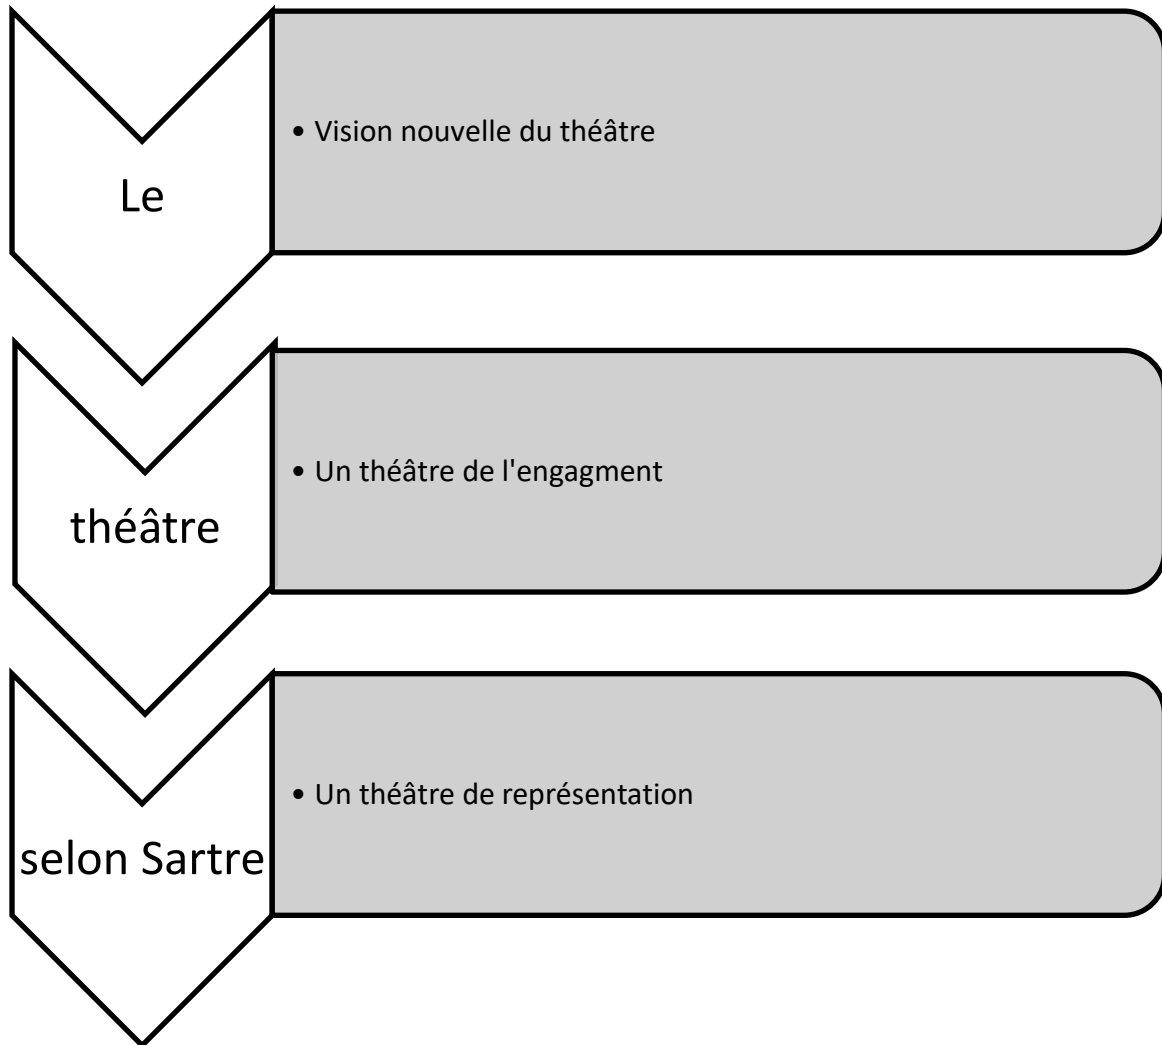 Le
• Vision nouvelle du théâtre
théâtre
• Un théâtre de l'engagment
selon Sartre
• Un théâtre de représentation